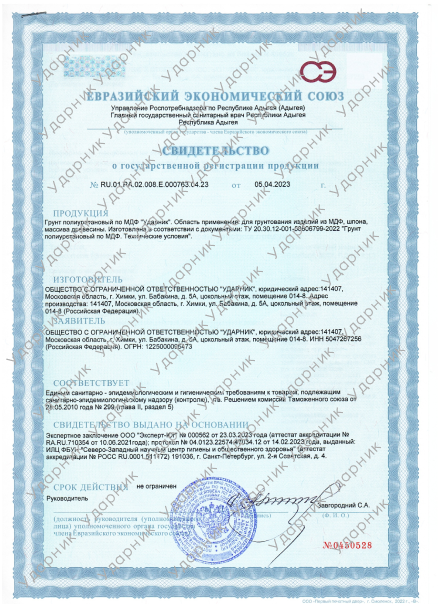 СЭ
ЕВРАЗИЙСКИЙ ЭКОНОМИЧЕСКИЙ СОЮЗ
Управление Роспотребнадзора по Республике Адыгея (Адыгея)
Главный государственный санитарный врач Республики Адыгея
Республика Адыгея
(уполномоченный орган государства - члена Евразийского экономического союза)
СВИДЕТЕЛЬСТВО
о государственной регистрации продукции
№ RU.01.РА.02.008.Е.000763.04.23 от 05.04.2023 г.
ПРОДУКЦИЯ
Грунт полиуретановый по МДФ "Ударник". Область применения: для грунтования изделий из МДФ, шпона,
массива древесины. Изготовлена в соответствии с документами: ТУ 20.30.12-001-58606799-2022 "Грунт
полиуретановый по МДФ. Технические условия".
ИЗГОТОВИТЕЛЬ
ОБЩЕСТВО С ОГРАНИЧЕННОЙ ОТВЕТСТВЕННОСТЬЮ "УДАРНИК", юридический адрес:141407,
Московская область, г. Химки, ул. Бабакина, д. 5А, цокольный этаж, помещение 014-8. Адрес
производства: 141407, Московская область, г. Химки, ул. Бабакина, д. 5А, цокольный этаж, помещение
014-8 (Российская Федерация).
ЗАЯВИТЕЛЬ
ОБЩЕСТВО С ОГРАНИЧЕННОЙ ОТВЕТСТВЕННОСТЬЮ "УДАРНИК", юридический адрес:141407,
Московская область, г. Химки, ул. Бабакина, д. 5А, цокольный этаж, помещение 014-8. ИНН 5047267256
(Российская Федерация). ОГРН: 1225000006473
СООТВЕТСТВУЕТ
Единым санитарно - эпидемиологическим и гигиеническим требованиям к товарам, подлежащим
санитарно-эпидемиологическому надзору (контролю), утв. Решением комиссии Таможенного союза от
28.05.2010 года № 299 (глава II, раздел 5)
СВИДЕТЕЛЬСТВО ВЫДАНО НА ОСНОВАНИИ
Экспертное заключение ООО "Эксперт-Юг" № 000562 от 23.03.2023 года (аттестат аккредитации №
RA.RU.710354 от 10.06.2021года); протокол № 04.0123.22574.47034.12 от 14.02.2023 года, выданный:
ИЛЦ ФБУН "Северо-Западный научный центр гигиены и общественного здоровья" (аттестат
аккредитации № РОСС RU.0001.511172) 191036, г. Санкт-Петербург, ул. 2-я Советская, д. 4.
СРОК ДЕЙСТВИЯ не ограничен
Руководитель
Завгородний С.А.
(должность руководителя (уполномоченного
лица) уполномоченного органа государства -
члена Евразийского экономического союза)
(Ф.И.О.)
№0450528
Ударник